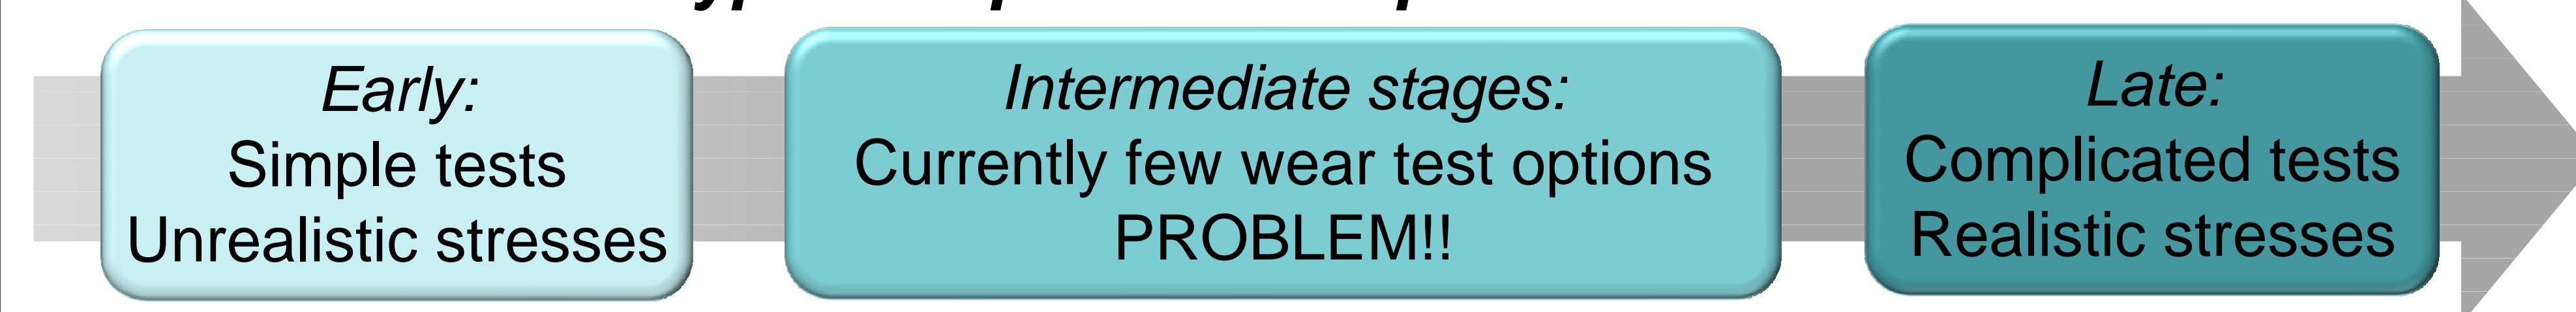 Early:
Simple tests
Unrealistic stresses
Intermediate stages:
Currently few wear test options
PROBLEM!!
Late:
Complicated tests
Realistic stresses